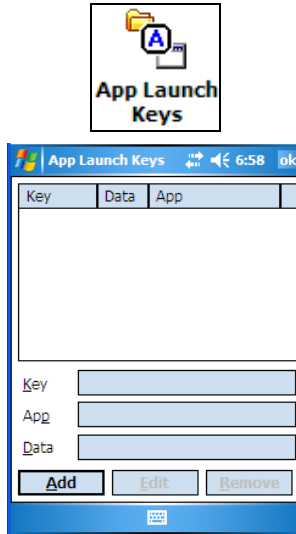 A
App Launch
Keys
App Launch Keys 6:58 ok
Key Data App
Key
App
Data
Add Edit Remove